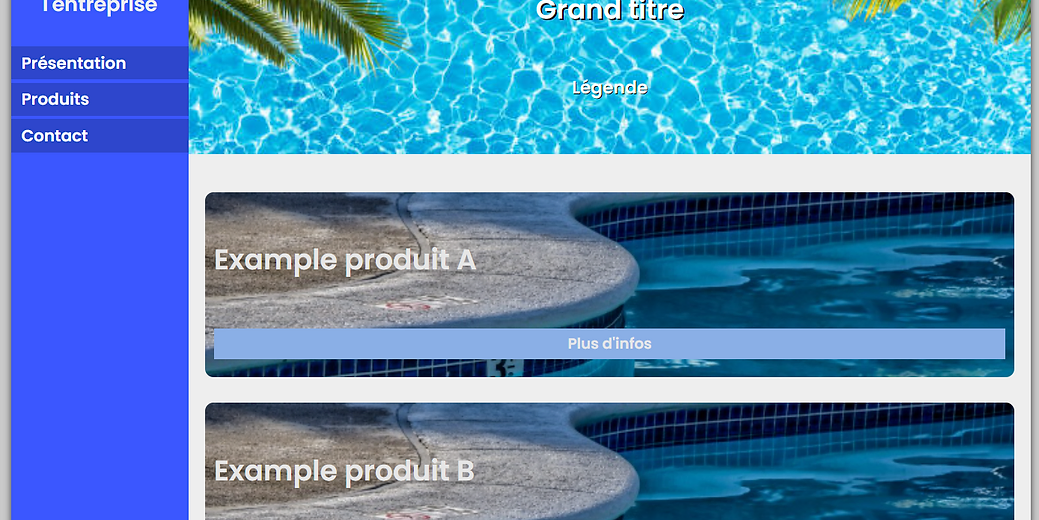 l'entreprise
Présentation
Produits
Contact
Grand titre
Légende
Example produit A
Plus d'infos
Example produit B